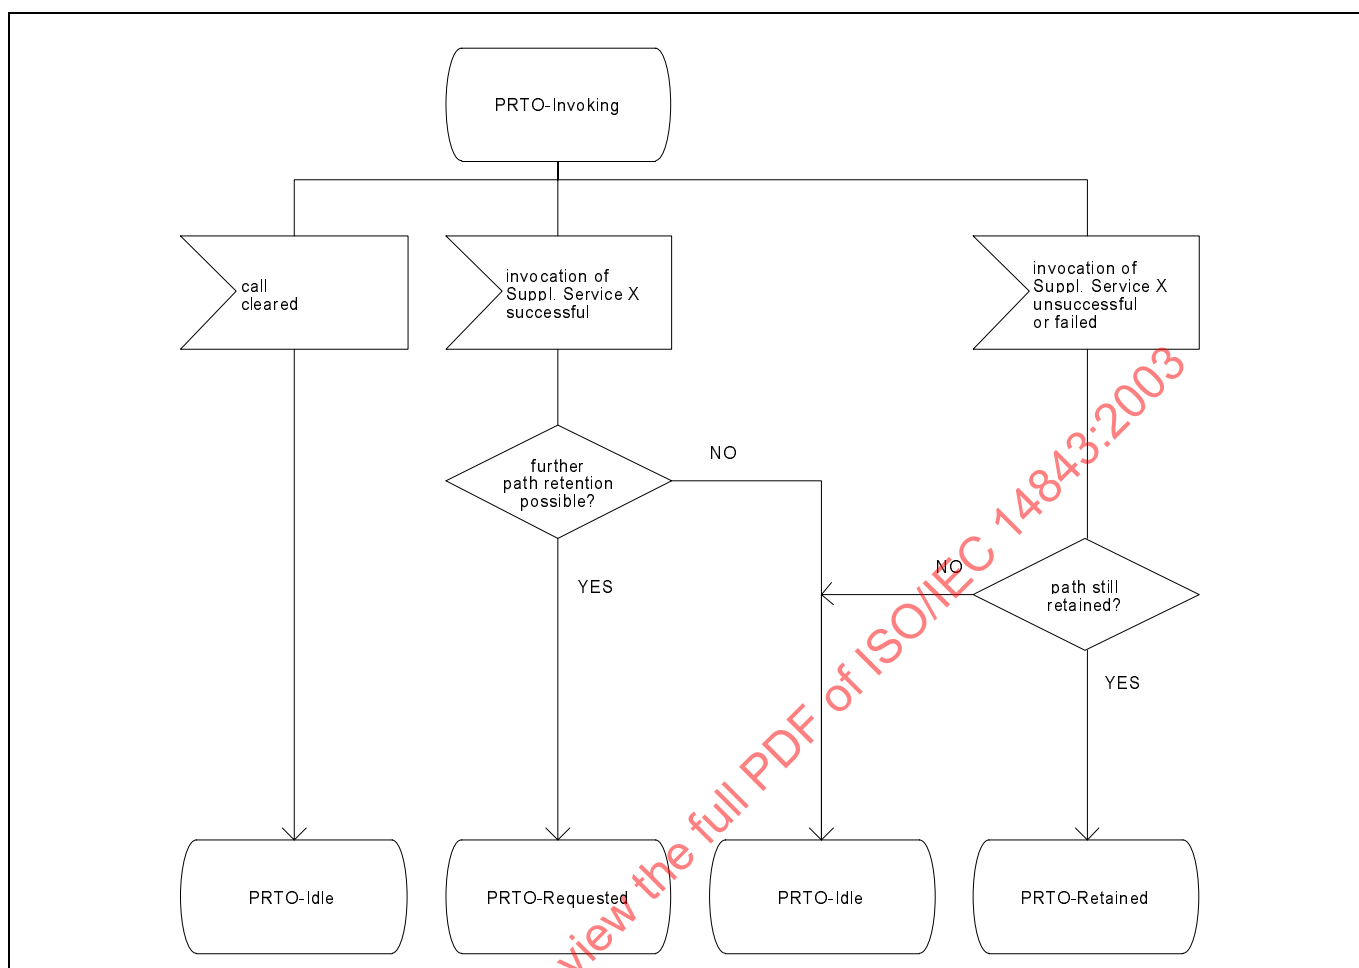 PRTO-Invoking
call
cleared
invocation of
Suppl. Service X
successful
invocation of
Suppl. Service X
unsuccessful
or failed
further
path retention
possible?
NO
YES
NO
path still
retained?
YES
PRTO-Idle
PRTO-Requested
PRTO-Idle
PRTO-Retained
view the full PDF of ISO/IEC 14843:2003